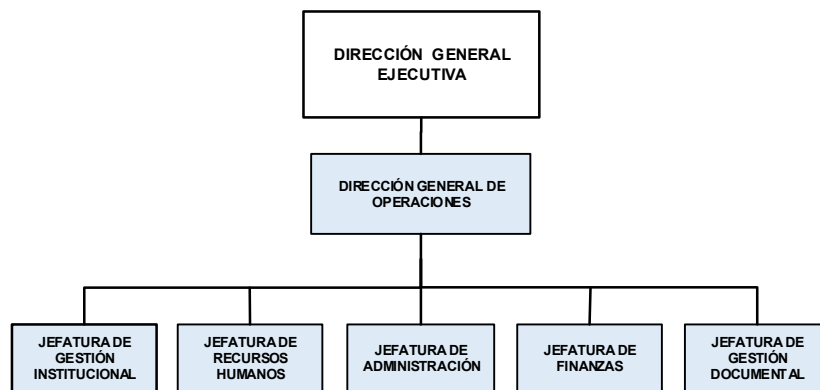 DIRECCIÓN GENERAL
EJECUTIVA
DIRECCIÓN GENERAL DE
OPERACIONES
JEFATURA DE
GESTIÓN
INSTITUCIONAL
JEFATURA DE
RECURSOS
HUMANOS
JEFATURA DE
ADMINISTRACIÓN
JEFATURA DE
FINANZAS
JEFATURA DE
GESTIÓN
DOCUMENTAL